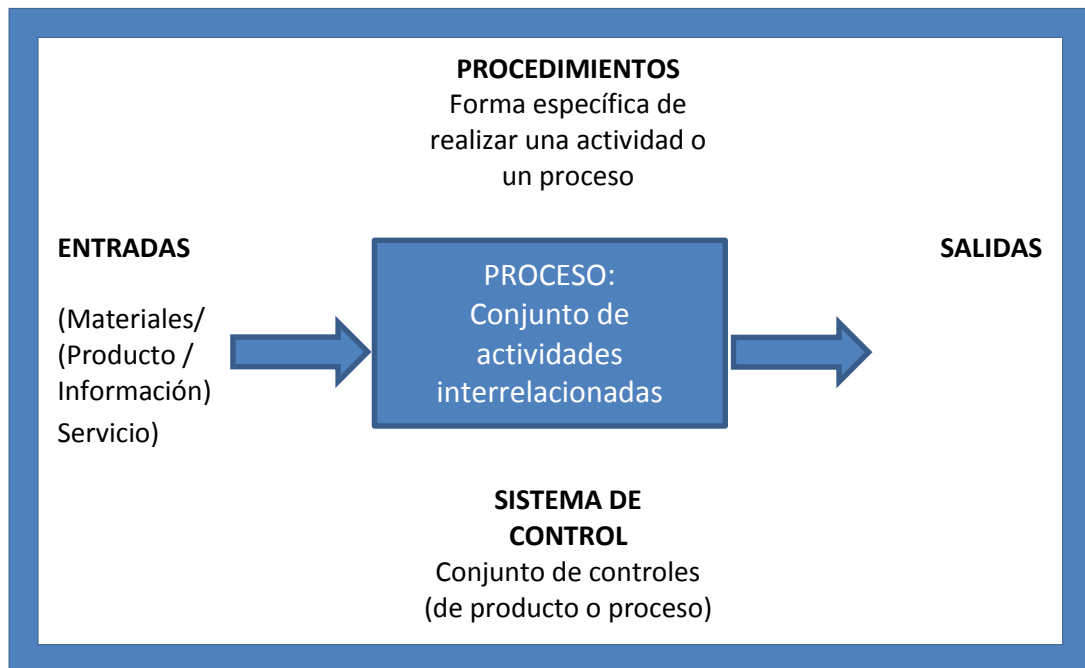 PROCEDIMIENTOS
Forma específica de
realizar una actividad o
un proceso
ENTRADAS
(Materiales/
(Producto /
Información)
Servicio)
PROCESO:
Conjunto de
actividades
interrelacionadas
SALIDAS
SISTEMA DE
CONTROL
Conjunto de controles
(de producto o proceso)